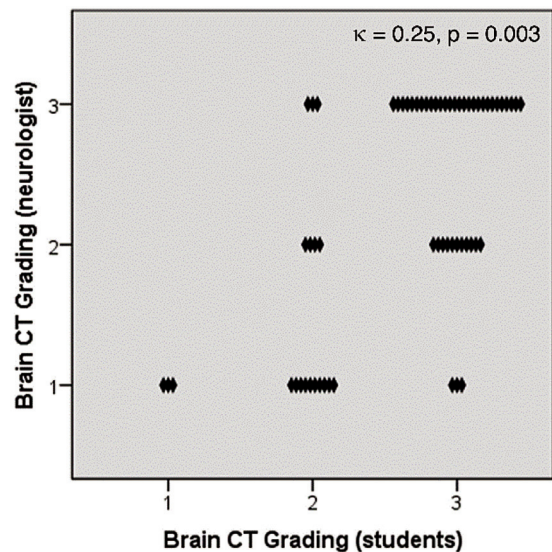 κ = 0.25, p = 0.003
Brain CT Grading (neurologist)
3
2
1
1 2 3
Brain CT Grading (students)